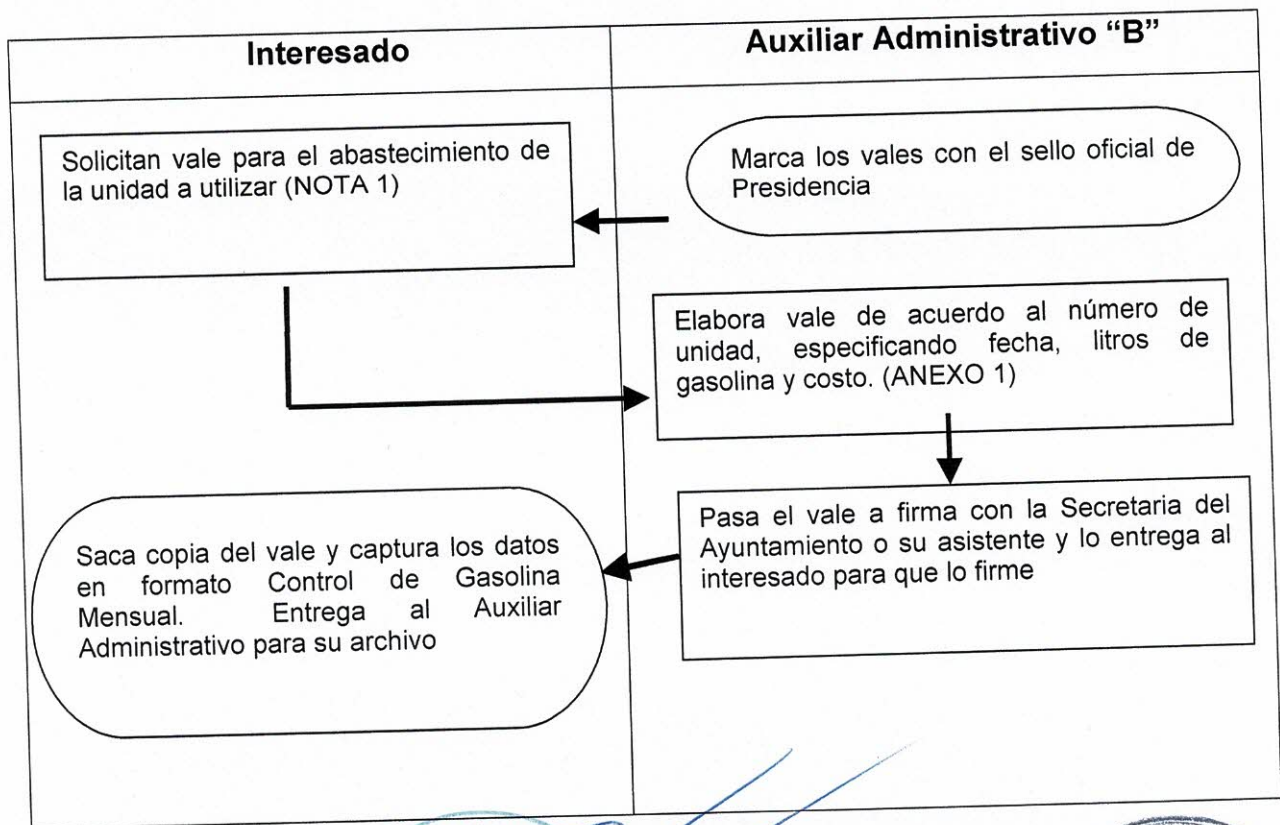 Interesado
Auxiliar Administrativo “B”
Marca los vales con el sello oficial de
Presidencia
Solicitan vale para el abastecimiento de
la unidad a utilizar (NOTA 1)
Elabora vale de acuerdo al número de
unidad, especificando fecha, litros de
gasolina y costo. (ANEXO 1)
Pasa el vale a firma con la Secretaria del
Ayuntamiento o su asistente y lo entrega al
interesado para que lo firme
Saca copia del vale y captura los datos
en formato Control de Gasolina
Mensual. Entrega al Auxiliar
Administrativo para su archivo